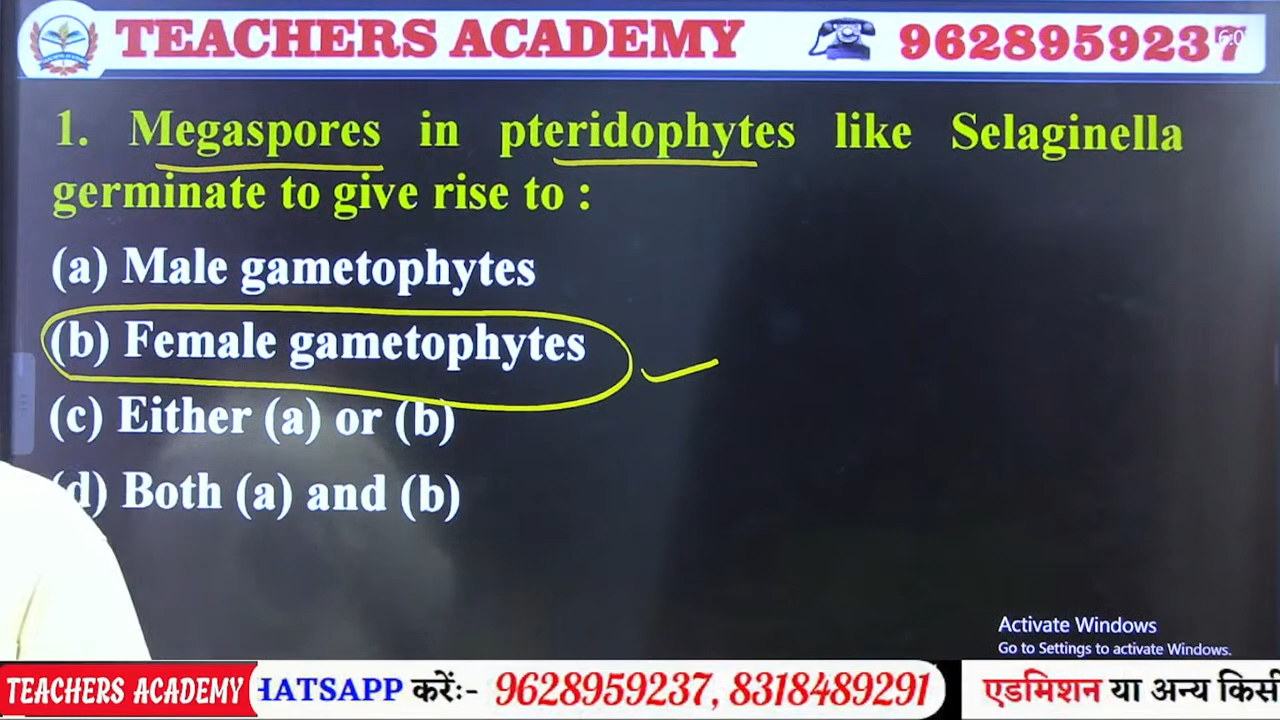 TEACHERS ACADEMY 9628959237
1. Megaspores in pteridophytes like Selaginella
germinate to give rise to :
(a) Male gametophytes
(b) Female gametophytes
(c) Either (a) or (b)
(d) Both (a) and (b)
Activate Windows
Go to Settings to activate Windows.
TEACHERS ACADEMY HATSAPP करेंः- 9628959237, 8318489291 एडमिशन या अन्य किसी